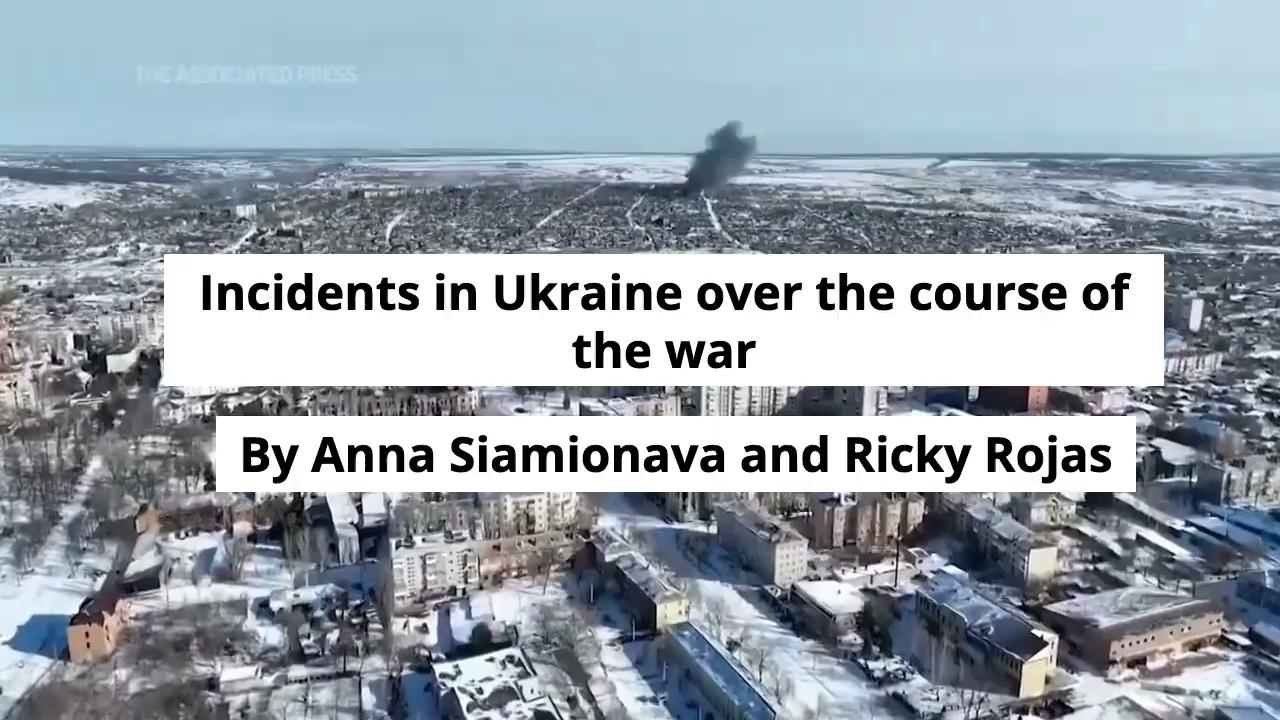 THE ASSOCIATED PRESS
Incidents in Ukraine over the course of
the war
By Anna Siamionava and Ricky Rojas